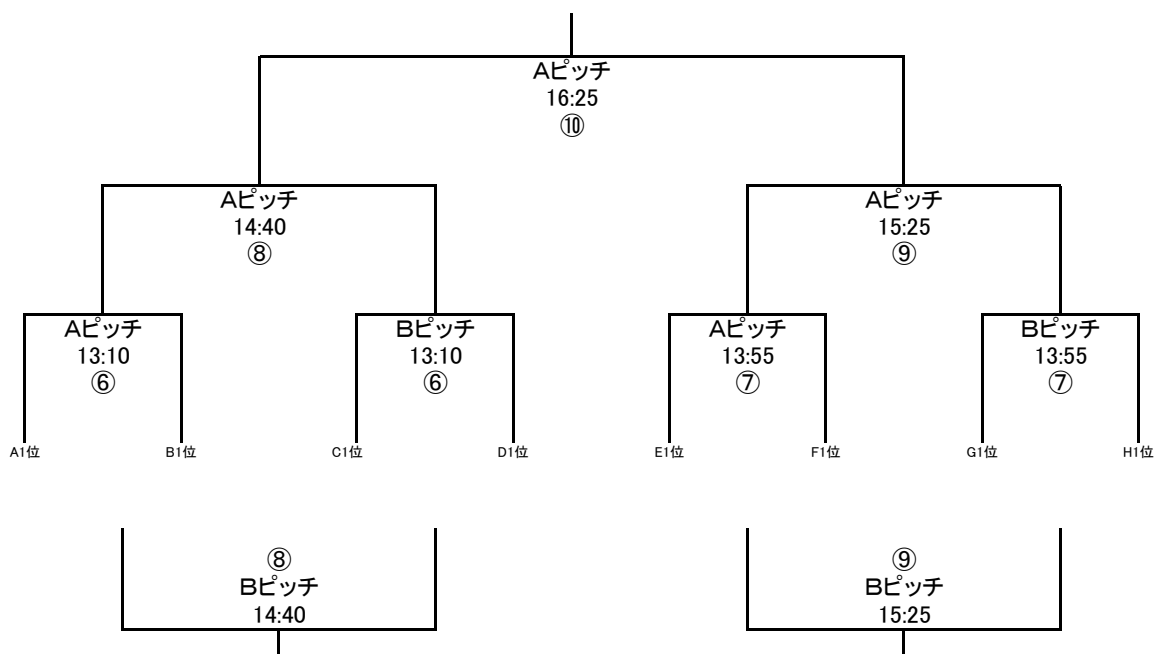 Aピッチ
16:25
⑩
Aピッチ
14:40
⑧
Aピッチ
15:25
⑨
Aピッチ
13:10
⑥
Bピッチ
13:10
⑥
Aピッチ
13:55
⑦
Bピッチ
13:55
⑦
A1位
B1位
C1位
D1位
E1位
F1位
G1位
H1位
⑧
Bピッチ
14:40
⑨
Bピッチ
15:25